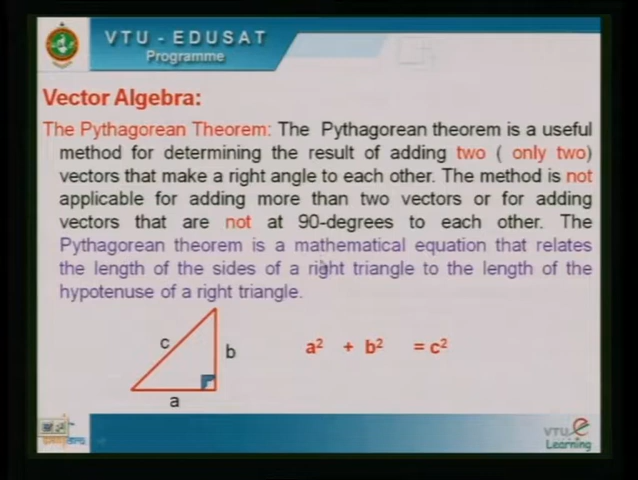 VTU - EDUSAT
Programme
Vector Algebra:
The Pythagorean Theorem: The Pythagorean theorem is a useful
method for determining the result of adding two ( only two)
vectors that make a right angle to each other. The method is not
applicable for adding more than two vectors or for adding
vectors that are not at 90-degrees to each other. The
Pythagorean theorem is a mathematical equation that relates
the length of the sides of a right triangle to the length of the
hypotenuse of a right triangle.
c
b
a² + b² = c²
a
VTU e
Learning